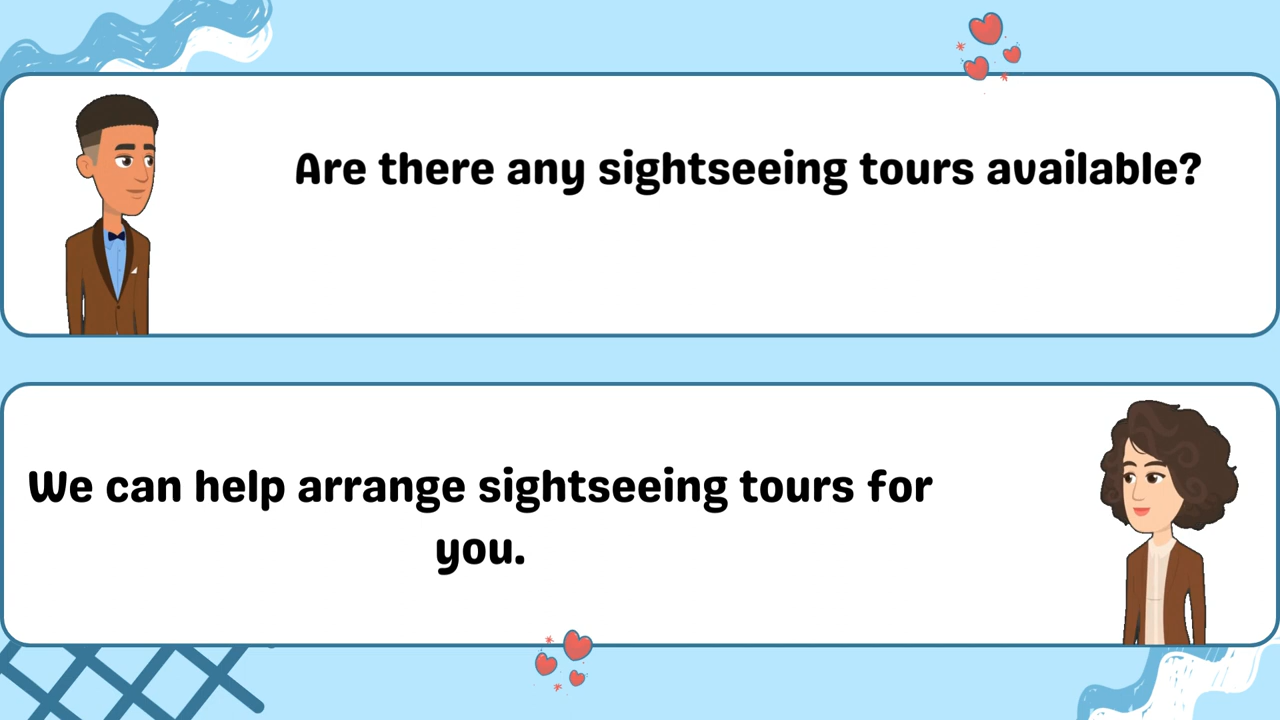 Are there any sightseeing tours available?
We can help arrange sightseeing tours for
you.